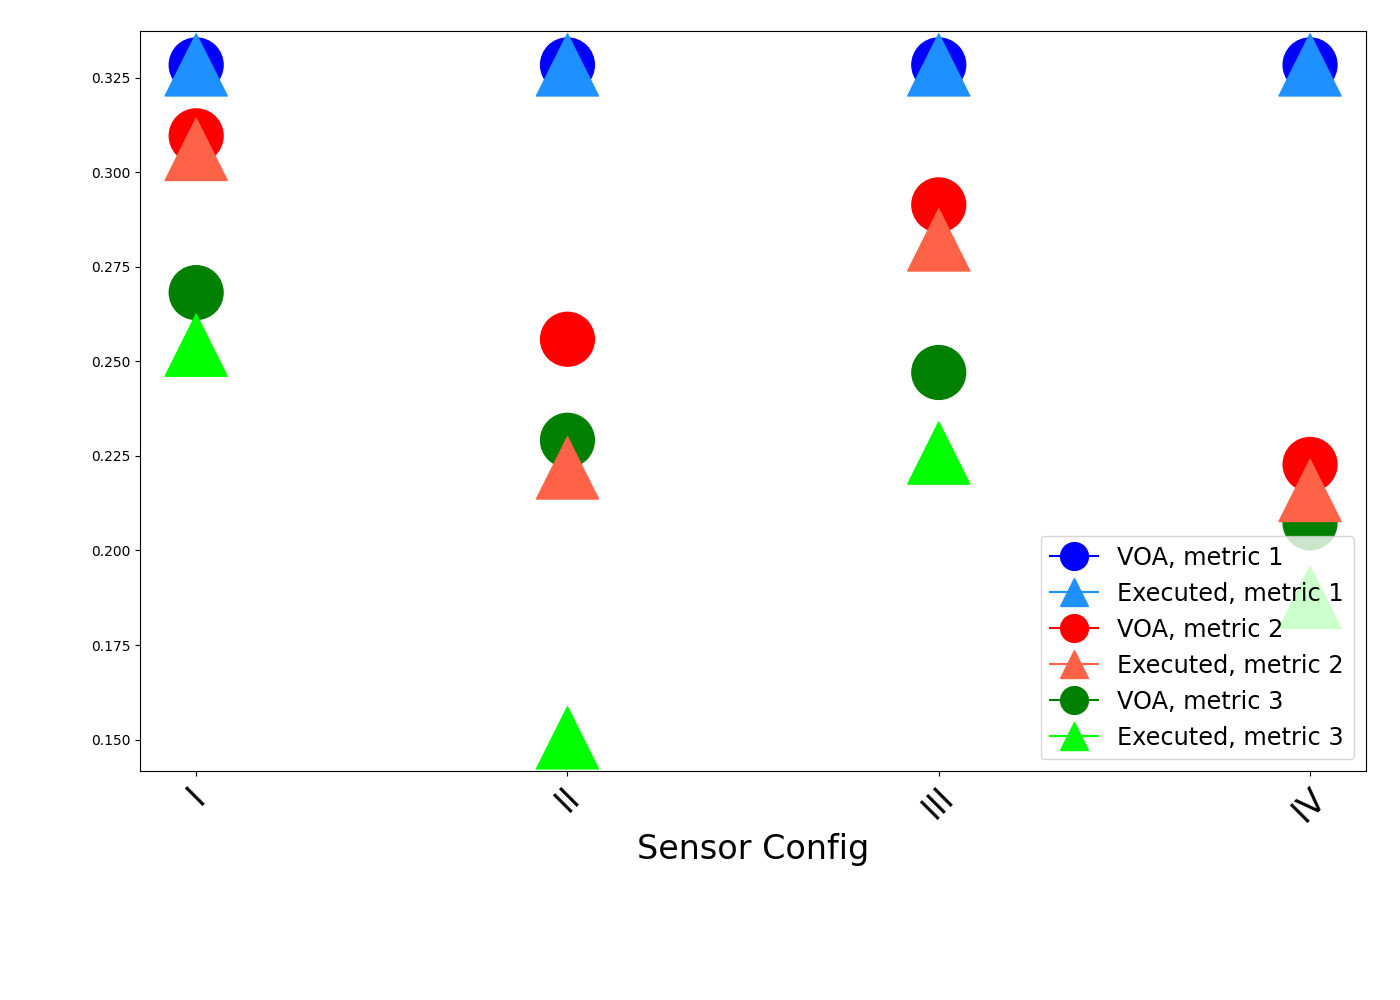 0.325
0.300
0.275
0.250
0.225
0.200
0.175
0.150
VOA, metric 1
Executed, metric 1
VOA, metric 2
Executed, metric 2
VOA, metric 3
Executed, metric 3
I
II
III
IV
Sensor Config